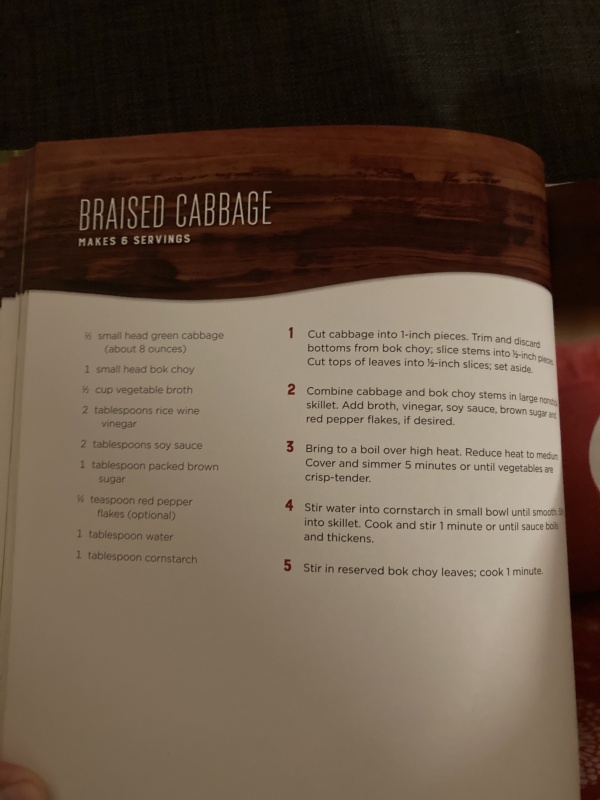 BRAISED CABBAGE
MAKES 6 SERVINGS
½ small head green cabbage
(about 8 ounces)
1 small head bok choy
½ cup vegetable broth
2 tablespoons rice wine
vinegar
2 tablespoons soy sauce
1 tablespoon packed brown
sugar
¼ teaspoon red pepper
flakes (optional)
1 tablespoon water
1 tablespoon cornstarch
1 Cut cabbage into 1-inch pieces. Trim and discard
bottoms from bok choy; slice stems into ½-inch pieces.
Cut tops of leaves into ½-inch slices; set aside.
2 Combine cabbage and bok choy stems in large
skillet. Add broth, vinegar, soy sauce, brown sugar and
red pepper flakes, if desired.
3 Bring to a boil over high heat. Reduce heat to medium.
Cover and simmer 5 minutes or until vegetables are
crisp-tender.
4 Stir water into cornstarch in small bowl until smooth.
into skillet. Cook and stir 1 minute or until sauce boils
and thickens.
5 Stir in reserved bok choy leaves; cook 1 minute.